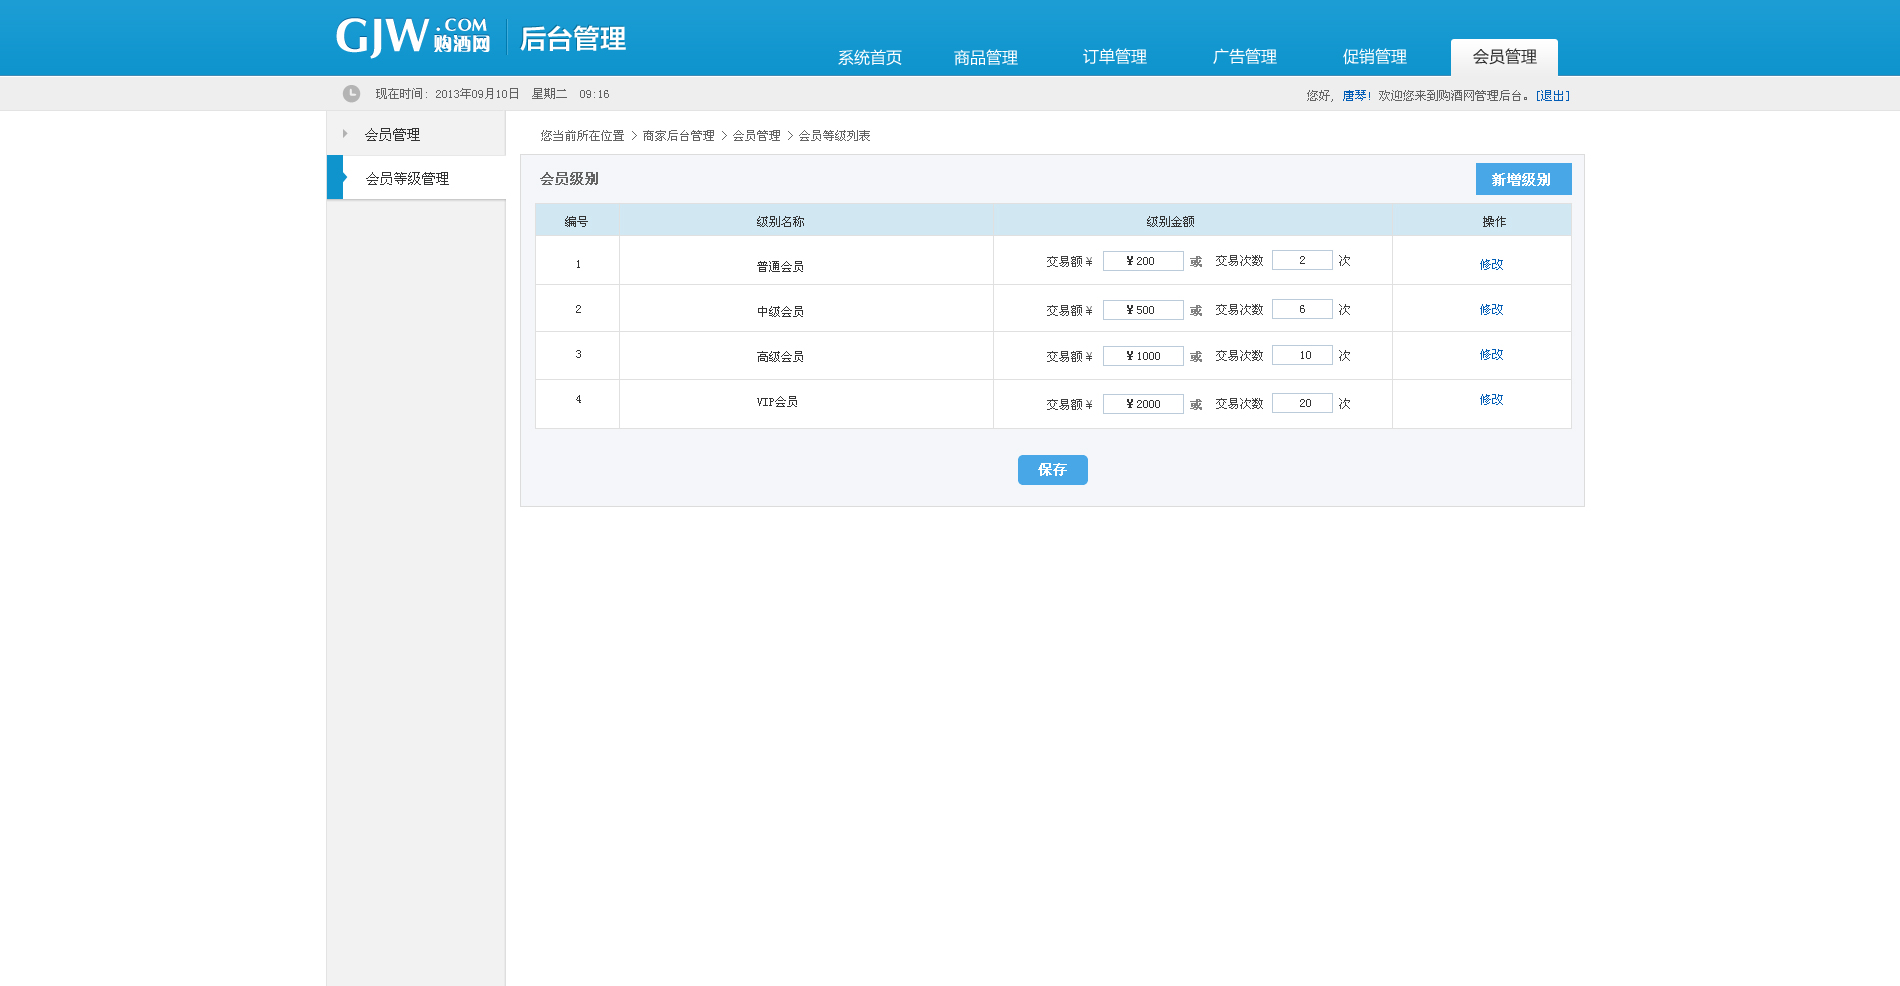 GJW.COM 购酒网 后台管理
系统首页 商品管理 订单管理 广告管理 促销管理 会员管理
现在时间：2013年09月10日 星期二 09:16 您好，唐琴！欢迎您来到购酒网管理后台。[退出]
会员管理
会员等级管理
您当前所在位置 > 商家后台管理 > 会员管理 > 会员等级列表
会员级别 新增级别
编号 级别名称 级别金额 操作
1 普通会员 交易额¥ ¥200 或 交易次数 2 次 修改
2 中级会员 交易额¥ ¥500 或 交易次数 6 次 修改
3 高级会员 交易额¥ ¥1000 或 交易次数 10 次 修改
4 VIP会员 交易额¥ ¥2000 或 交易次数 20 次 修改
保存